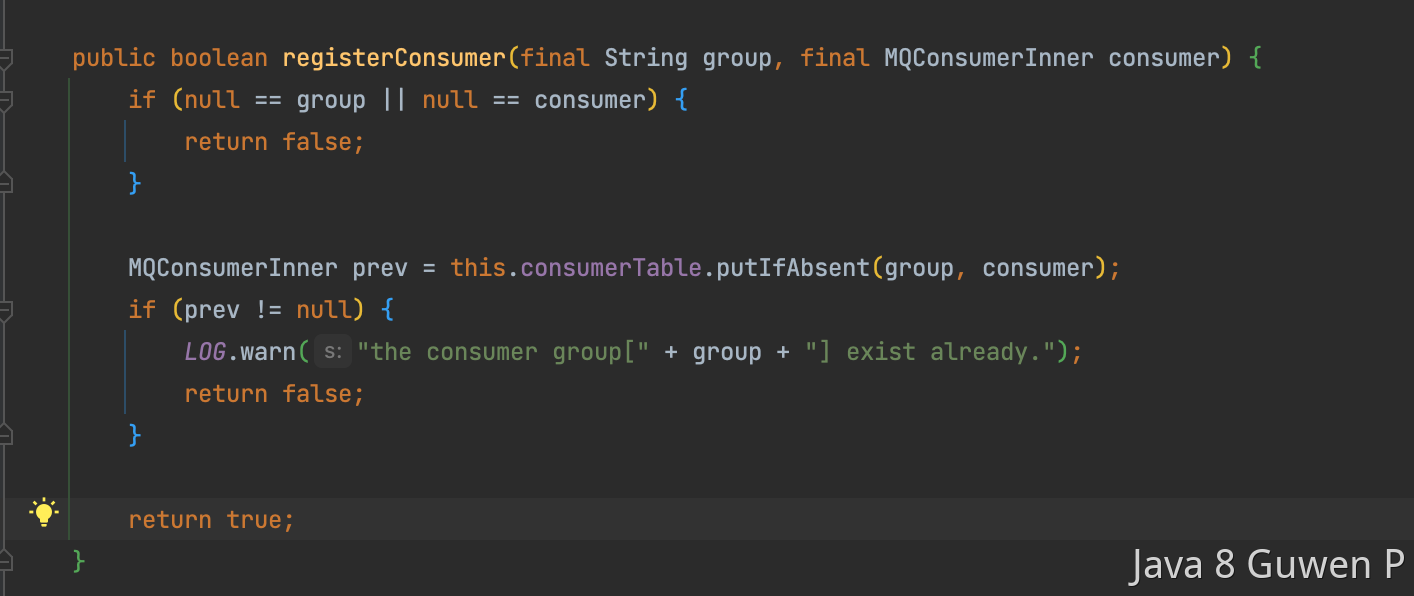 public boolean registerConsumer(final String group, final MQConsumerInner consumer) {
if (null == group || null == consumer) {
return false;
}
MQConsumerInner prev = this.consumerTable.putIfAbsent(group, consumer);
if (prev != null) {
LOG.warn( s: "the consumer group[" + group + "] exist already.");
return false;
}
return true;
}
Java 8 Guwen P